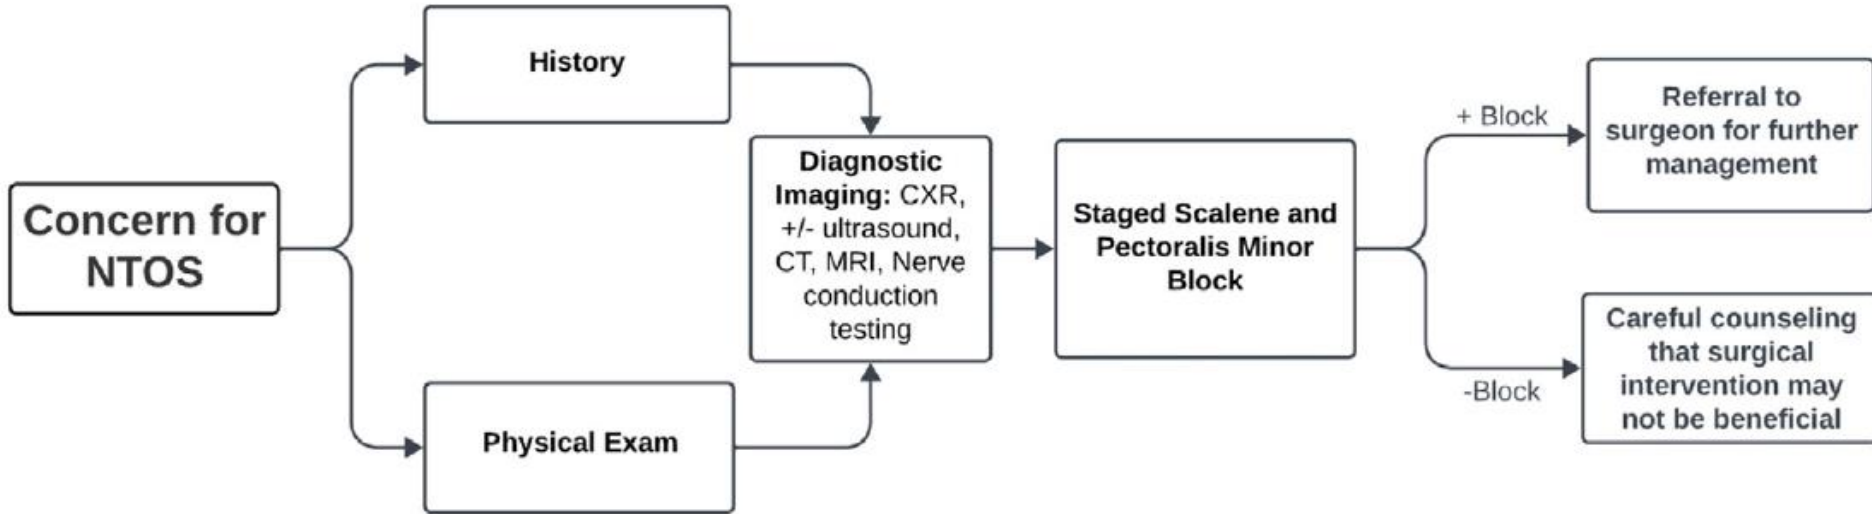 Concern for
NTOS
History
Physical Exam
Diagnostic
Imaging: CXR,
+/- ultrasound,
CT, MRI, Nerve
conduction
testing
Staged Scalene and
Pectoralis Minor
Block
+ Block
Referral to
surgeon for further
management
-Block
Careful counseling
that surgical
intervention may
not be beneficial